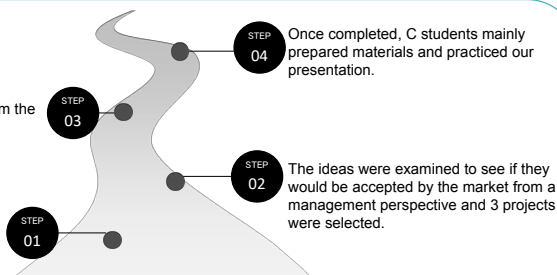 STEP
04
Once completed, C students mainly
prepared materials and practiced our
presentation.
m the
STEP
03
STEP
02
The ideas were examined to see if they
would be accepted by the market from a
management perspective and 3 projects
were selected.
STEP
01